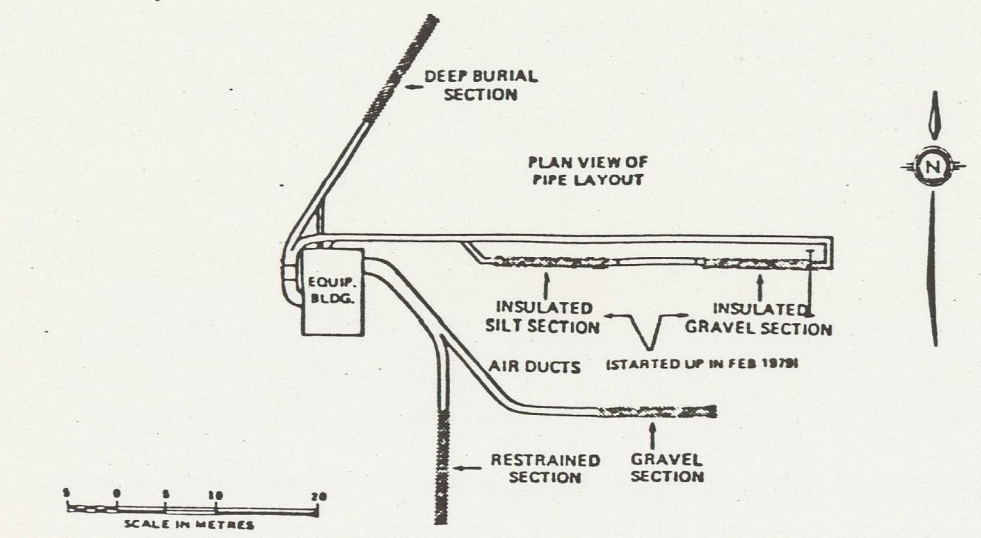 DEEP BURIAL
SECTION
PLAN VIEW OF
PIPE LAYOUT
N
EQUIP.
BLDG.
INSULATED
SILT SECTION
INSULATED
GRAVEL SECTION
(STARTED UP IN FEB 1979)
AIR DUCTS
RESTRAINED
SECTION
GRAVEL
SECTION
5 0 5 10 20
SCALE IN METRES